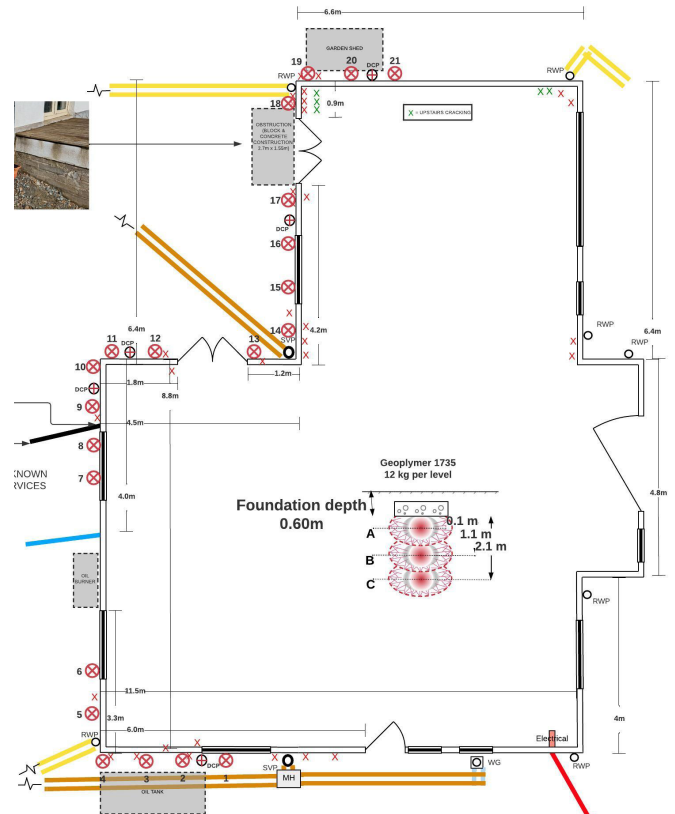 6.6m
GARDEN SHED
19
20
DCP
21
RWP
RWP
18
0.9m
X = UPSTAIRS CRACKING
OBSTRUCTION
(BLOCK &
CONCRETE
CONSTRUCTION
1.7m x 1.55m)
17
DCP
16
15
14
SVP
4.2m
6.4m
RWP
RWP
6.4m
11
DCP
12
13
10
1.8m
1.2m
DCP
8.8m
9
4.5m
8
KNOWN
RVICES
7
4.0m
Geoplymer 1735
12 kg per level
4.8m
Foundation depth
0.60m
A
0.1 m
1.1 m
2.1 m
B
C
OIL
BURNER
RWP
6
11.5m
5
3.3m
6.0m
4m
RWP
Electrical
4
3
2
DCP
1
SVP
MH
WG
RWP
OIL TANK